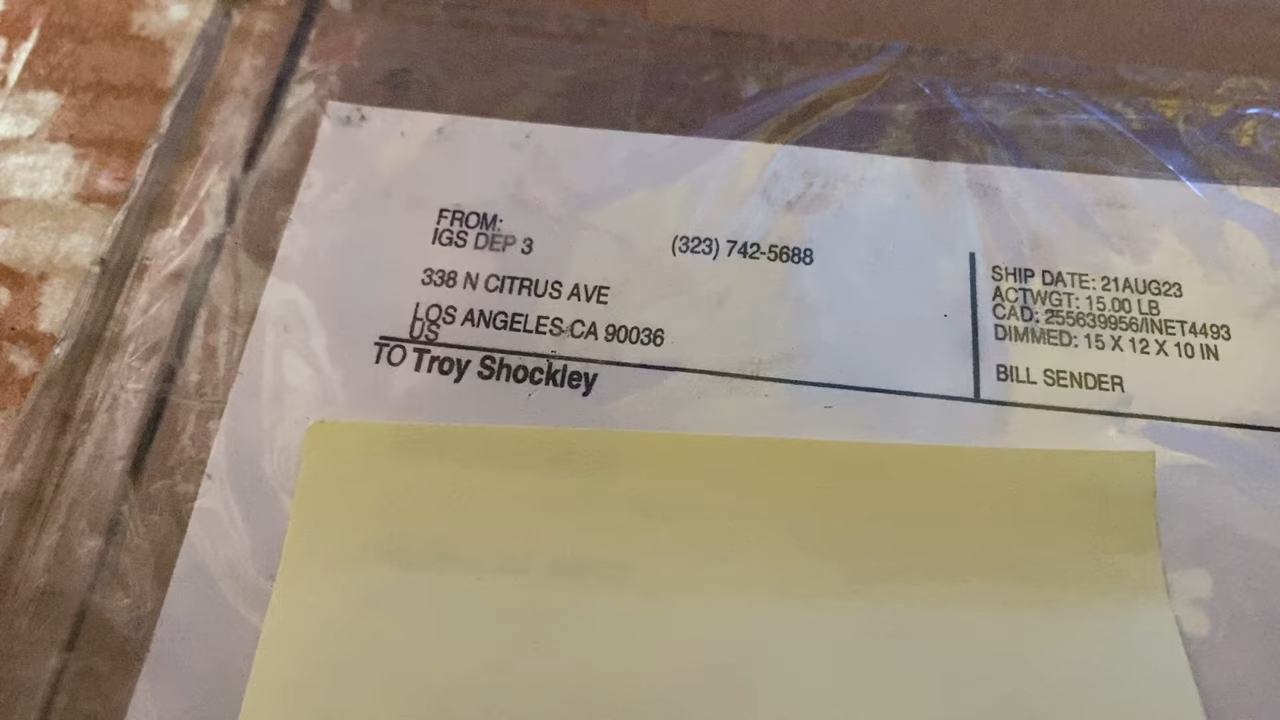 FROM:
IGS DEP 3 (323) 742-5688
338 N CITRUS AVE
LOS ANGELES CA 90036
US
SHIP DATE: 21AUG23
ACTWGT: 15.00 LB
CAD: 255639956/INET4493
DIMMED: 15 X 12 X 10 IN
BILL SENDER
TO Troy Shockley